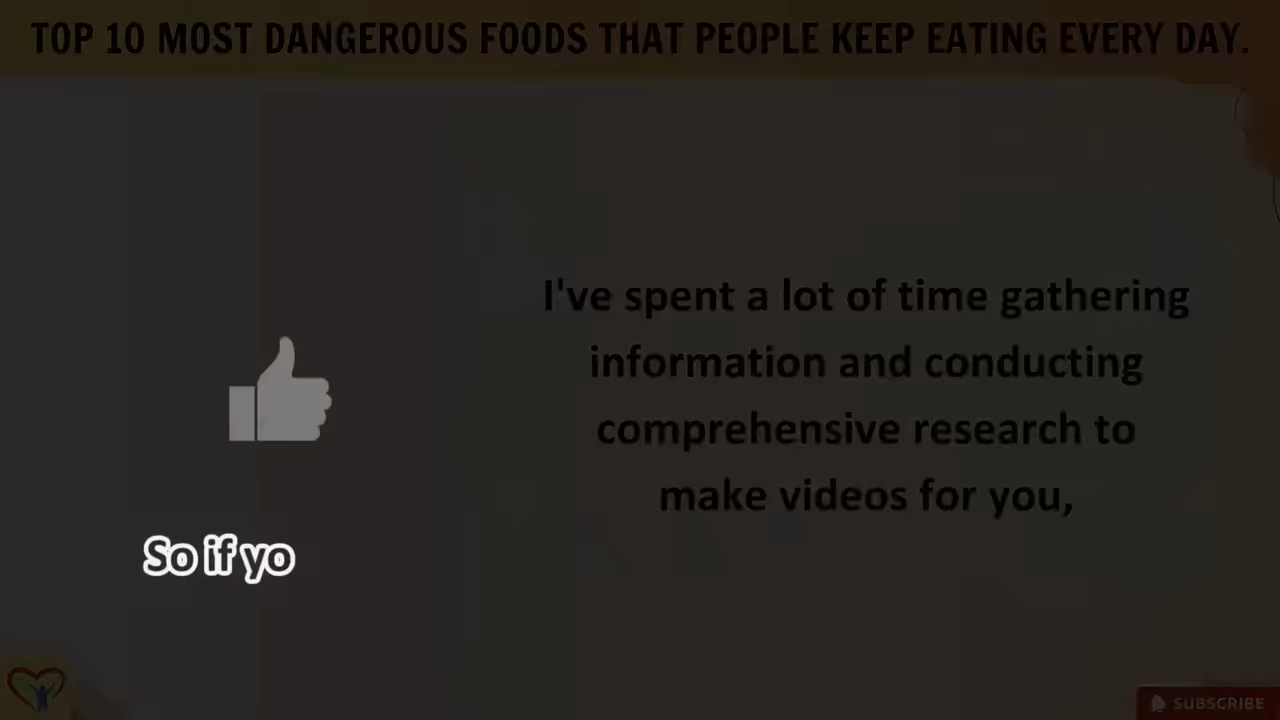 TOP 10 MOST DANGEROUS FOODS THAT PEOPLE KEEP EATING EVERY DAY.
I've spent a lot of time gathering
information and conducting
comprehensive research to
make videos for you,
So if yo
SUBSCRIBE